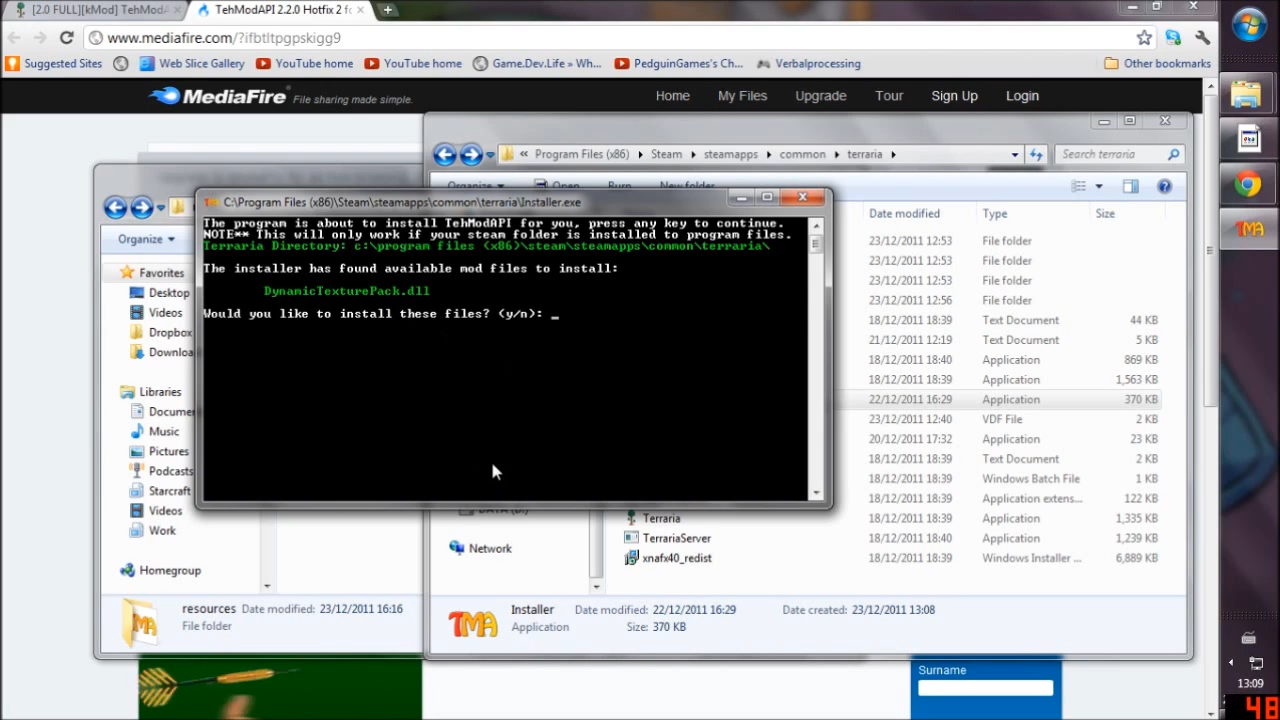 [2.0 FULL][kMod] TehModA
TehModAPI 2.2.0 Hotfix 2 fo
www.mediafire.com/?ifbtltpgpskigg9
Suggested Sites
Web Slice Gallery
YouTube home
YouTube home
Game.Dev.Life » Wh...
PedguinGames's Ch...
Verbalprocessing
Other bookmarks
MediaFire File sharing made simple.
Home
My Files
Upgrade
Tour
Sign Up
Login
« Program Files (x86) Steam steamapps common terraria
Search terraria
Organize Open Burn New folder
C:\Program Files (x86)\Steam\steamapps\common\terraria\Installer.exe
The program is about to install TehModAPI for you, press any key to continue.
NOTE** This will only work if your steam folder is installed to program files.
Terraria Directory: c:\program files (x86)\steam\steamapps\common\terraria\
The installer has found available mod files to install:
DynamicTexturePack.dll
Would you like to install these files? (y/n): _
Organize
Favorites
Desktop
Videos
Dropbox
Downloa
Libraries
Documen
Music
Pictures
Podcasts
Starcraft
Videos
Work
Homegroup
resources Date modified: 23/12/2011 16:16
File folder
Date modified Type Size
23/12/2011 12:53 File folder
23/12/2011 12:53 File folder
23/12/2011 12:53 File folder
23/12/2011 12:56 File folder
18/12/2011 18:39 Text Document 44 KB
21/12/2011 12:19 Text Document 5 KB
18/12/2011 18:40 Application 869 KB
18/12/2011 18:39 Application 1,563 KB
22/12/2011 16:29 Application 370 KB
23/12/2011 12:40 VDF File 2 KB
20/12/2011 17:32 Application 23 KB
18/12/2011 18:39 Text Document 2 KB
18/12/2011 18:39 Windows Batch File 1 KB
18/12/2011 18:39 Application extens... 122 KB
Terraria 18/12/2011 18:39 Application 1,335 KB
TerrariaServer 18/12/2011 18:40 Application 1,239 KB
xnafx40_redist 18/12/2011 18:39 Windows Installer ... 6,889 KB
DATA (D:)
Network
Installer Date modified: 22/12/2011 16:29 Date created: 23/12/2011 13:08
Application Size: 370 KB
TMA
Surname
13:09
48